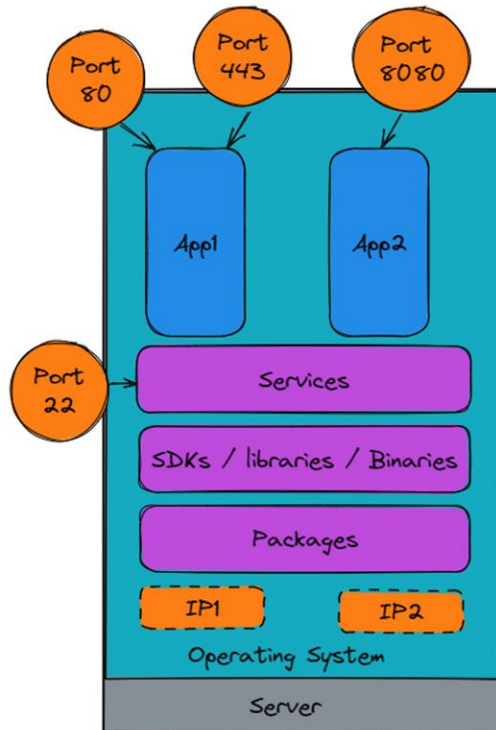 Port
80
Port
443
Port
8080
App1
App2
Port
22
Services
SDKs / libraries / Binaries
Packages
IP1
IP2
Operating System
Server